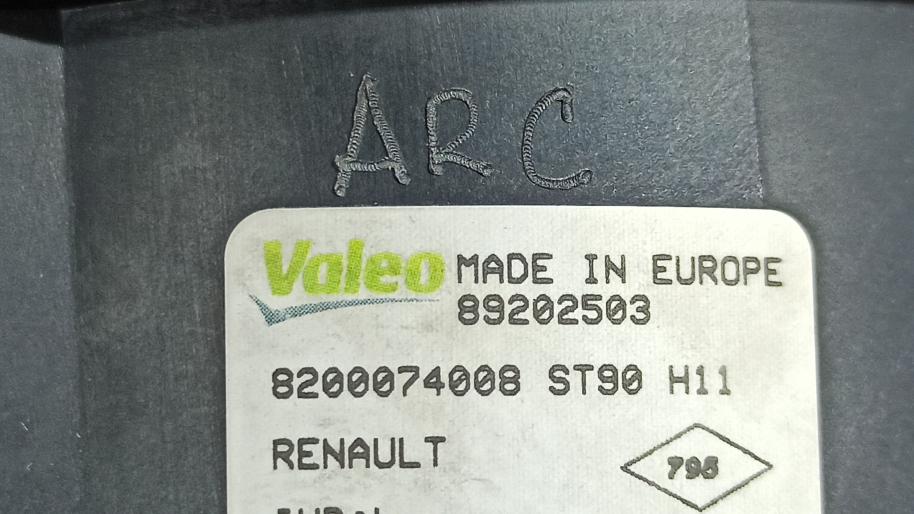 ARC
Valeo MADE IN EUROPE
89202503
8200074008 ST90 H11
RENAULT
795